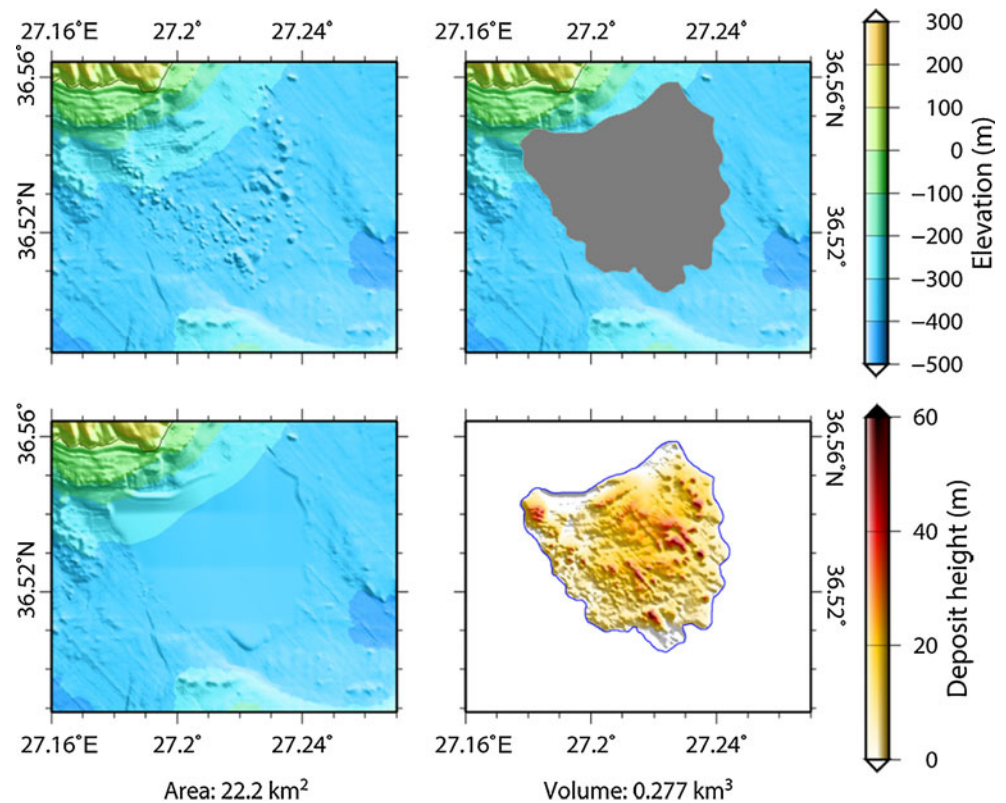 27.16°E 27.2° 27.24° 27.16°E 27.2° 27.24°
36.56° 36.52°N
36.56°N 36.52°
300
200
100
0
−100
−200
−300
−400
−500
Elevation (m)
36.56° 36.52°N
36.56°N 36.52°
60
40
20
0
Deposit height (m)
27.16°E 27.2° 27.24° 27.16°E 27.2° 27.24°
Area: 22.2 km² Volume: 0.277 km³